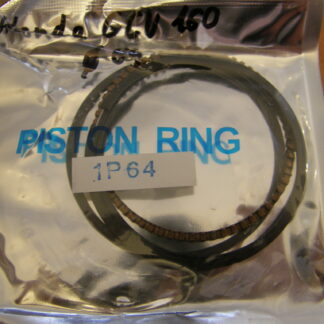 Honda GCV 160
PISTON RING
1P64